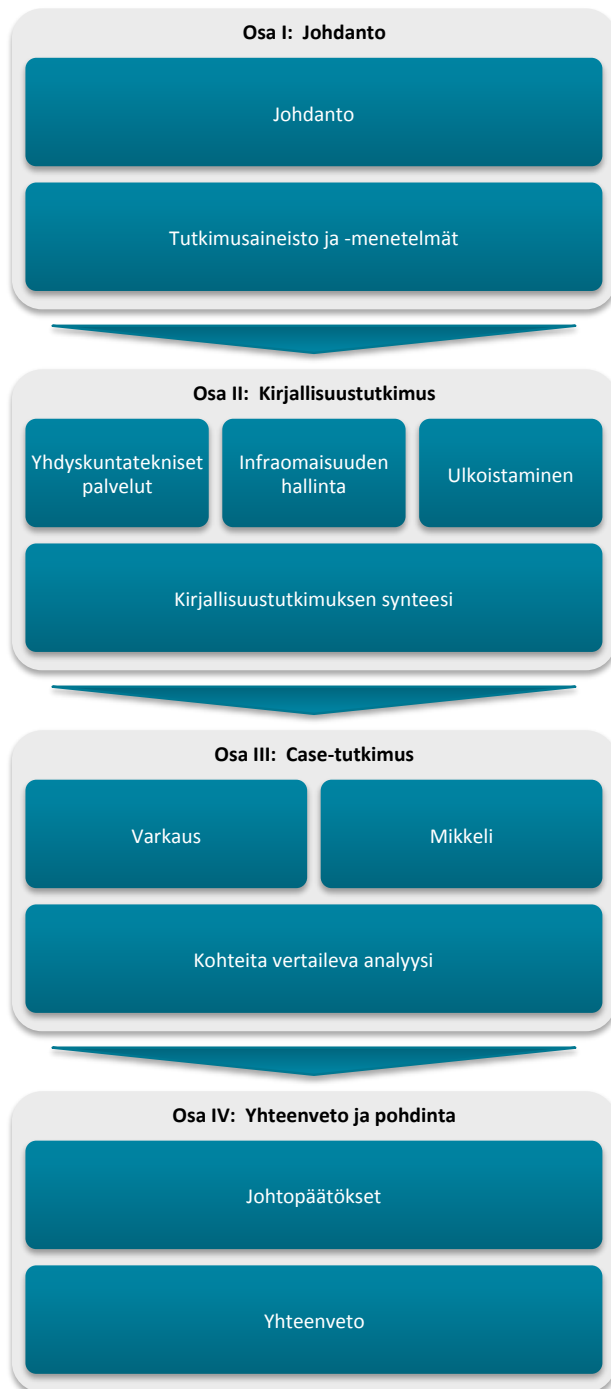 Osa I: Johdanto
Johdanto
Tutkimusaineisto ja -menetelmät
Osa II: Kirjallisuustutkimus
Yhdyskuntatekniset
palvelut
Infraomaisuuden
hallinta
Ulkoistaminen
Kirjallisuustutkimuksen synteesi
Osa III: Case-tutkimus
Varkaus
Mikkeli
Kohteita vertaileva analyysi
Osa IV: Yhteenveto ja pohdinta
Johtopäätökset
Yhteenveto